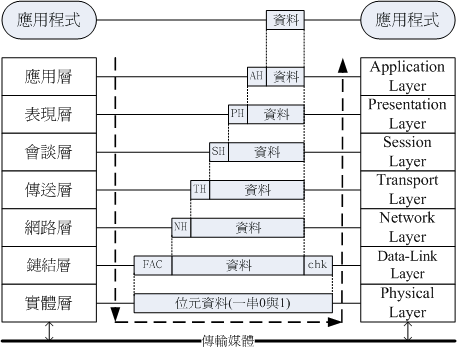 應用程式 資料 應用程式
應用層 AH 資料 Application
Layer
表現層 PH 資料 Presentation
Layer
會談層 SH 資料 Session
Layer
傳送層 TH 資料 Transport
Layer
網路層 NH 資料 Network
Layer
鏈結層 FAC 資料 chk Data-Link
Layer
實體層 位元資料(一串0與1) Physical
Layer
傳輸媒體